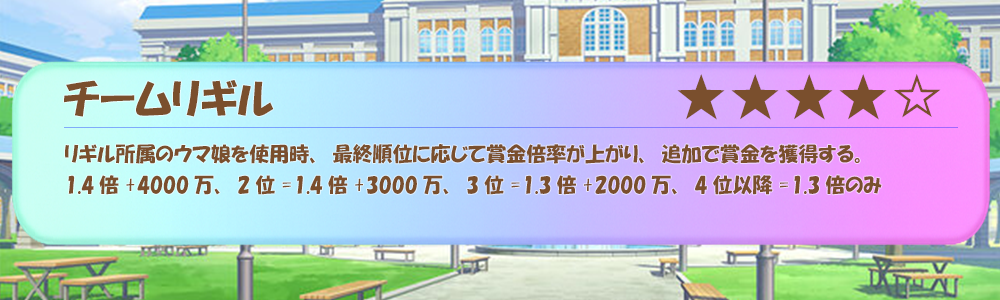 チームリギル ★★★★☆
リギル所属のウマ娘を使用時、最終順位に応じて賞金倍率が上がり、追加で賞金を獲得する。
1.4倍+4000万、2位=1.4倍+3000万、3位=1.3倍+2000万、4位以降=1.3倍のみ